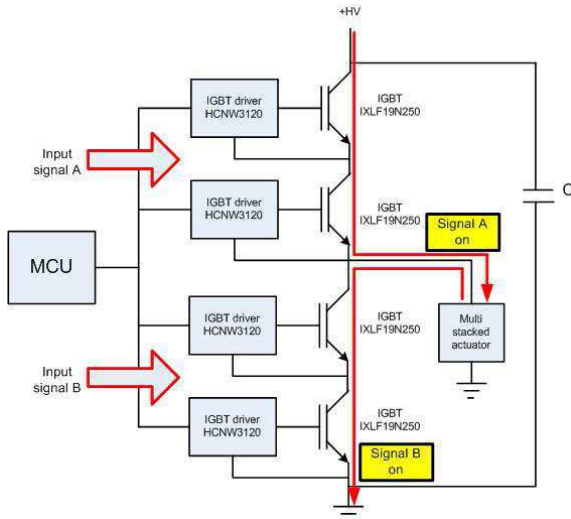 +HV
IGBT driver
HCNW3120
IGBT
IXLF19N250
Input
signal A
C
IGBT driver
HCNW3120
IGBT
IXLF19N250
Signal A
on
MCU
IGBT driver
HCNW3120
IGBT
IXLF19N250
Multi
stacked
actuator
Input
signal B
IGBT driver
HCNW3120
IGBT
IXLF19N250
Signal B
on